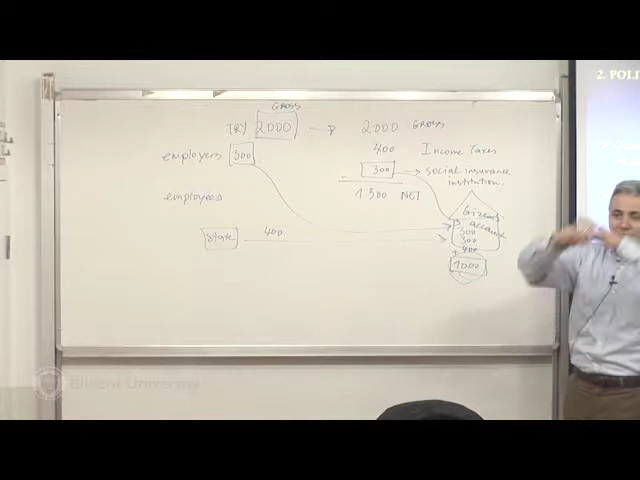 GROSS
TRY 2000 → 2000 GROSS
400 Income Taxes
employers 300
300 → social insurance
institution.
- 1300 NET
employees
account
300
300
State 400
400
+
1000
2. POLI
Bilkent University